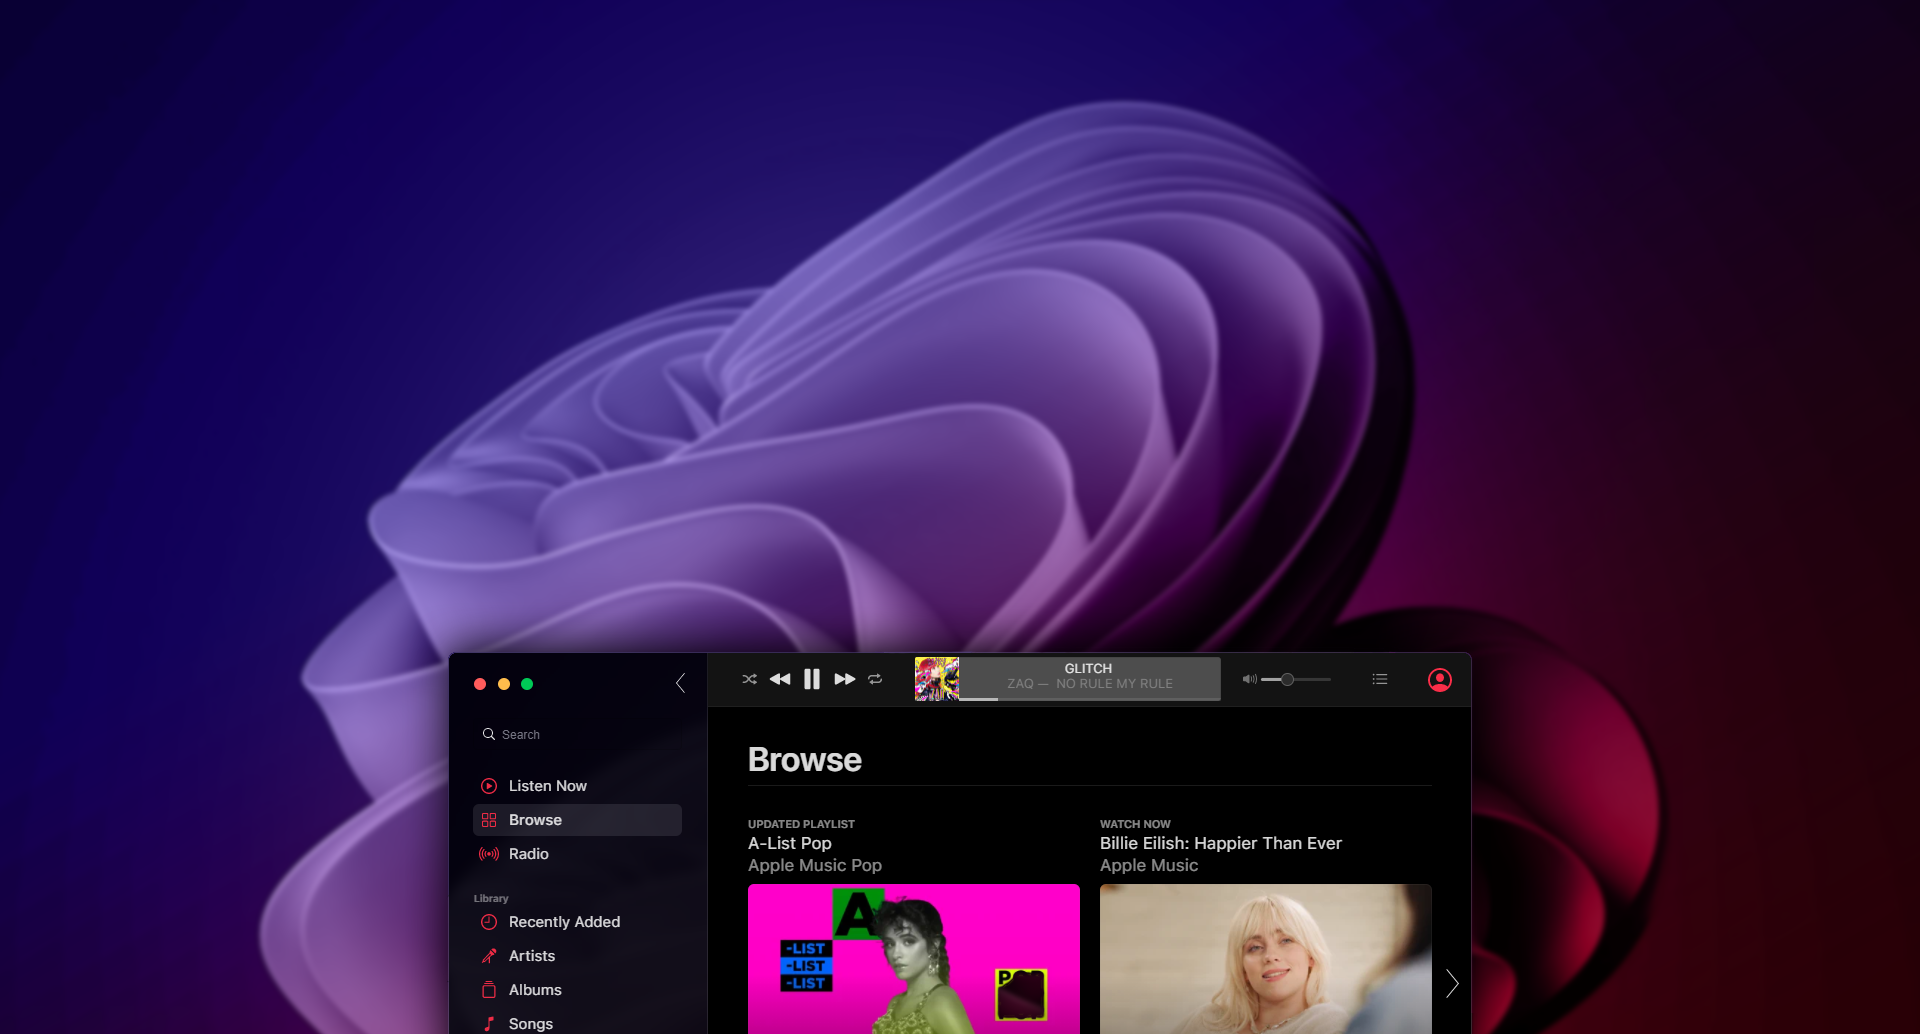 GLITCH
ZAQ — NO RULE MY RULE
Search
Listen Now
Browse
Radio
Library
Recently Added
Artists
Albums
Songs
Browse
UPDATED PLAYLIST
A-List Pop
Apple Music Pop
A
-LIST
-LIST
-LIST
POP
WATCH NOW
Billie Eilish: Happier Than Ever
Apple Music